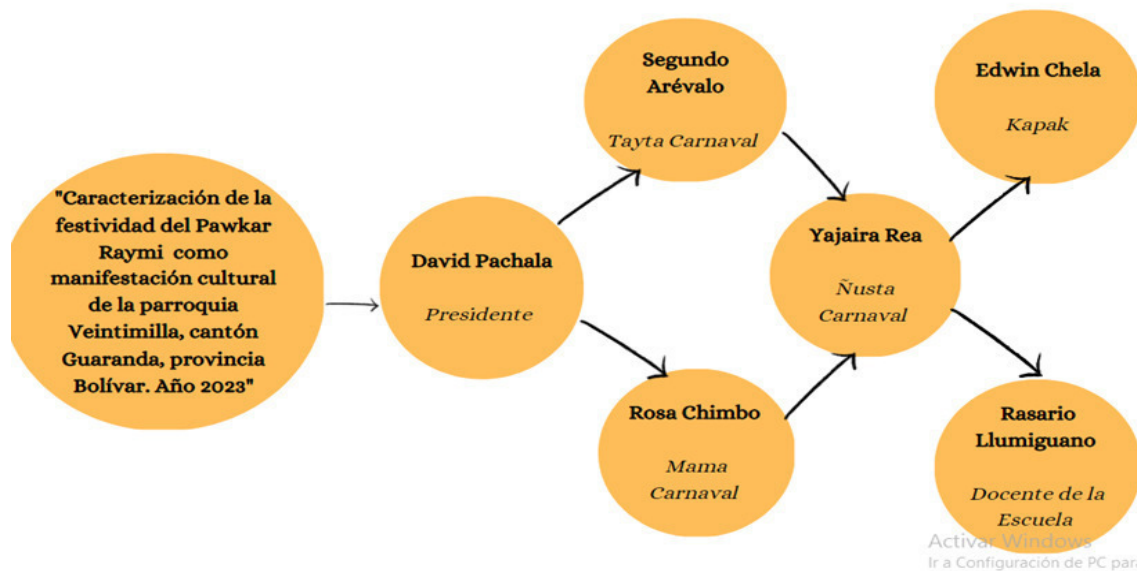 "Caracterización de la
festividad del Pawkar
Raymi como
manifestación cultural
de la parroquia
Veintimilla, cantón
Guaranda, provincia
Bolívar. Año 2023"
David Pachala
Presidente
Segundo
Arévalo
Tayta Carnaval
Rosa Chimbo
Mama
Carnaval
Yajaira Rea
Ñusta
Carnaval
Edwin Chela
Kapak
Rasario
Llumiguano
Docente de la
Escuela
Activar Windows
Ir a Configuración de PC para